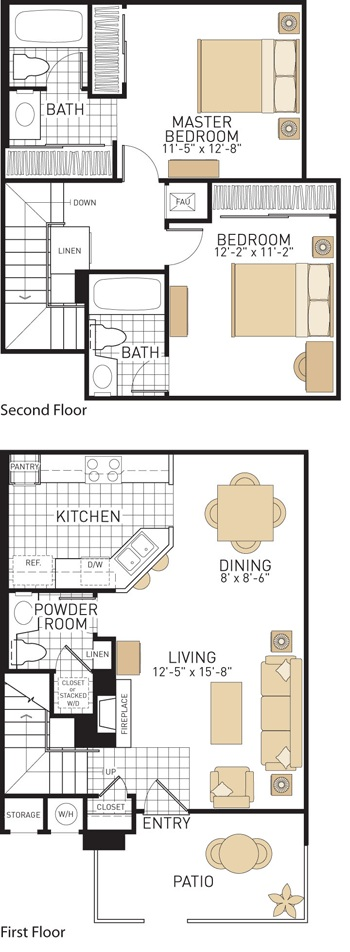 BATH
MASTER
BEDROOM
11'-5" x 12'-8"
DOWN
FAU
LINEN
BEDROOM
12'-2" x 11'-2"
BATH
Second Floor
PANTRY
KITCHEN
REF.
D/W
DINING
8' x 8'-6"
POWDER
ROOM
LINEN
LIVING
12'-5" x 15'-8"
CLOSET
or
STACKED
W/D
FIREPLACE
UP
STORAGE
W/H
CLOSET
ENTRY
PATIO
First Floor